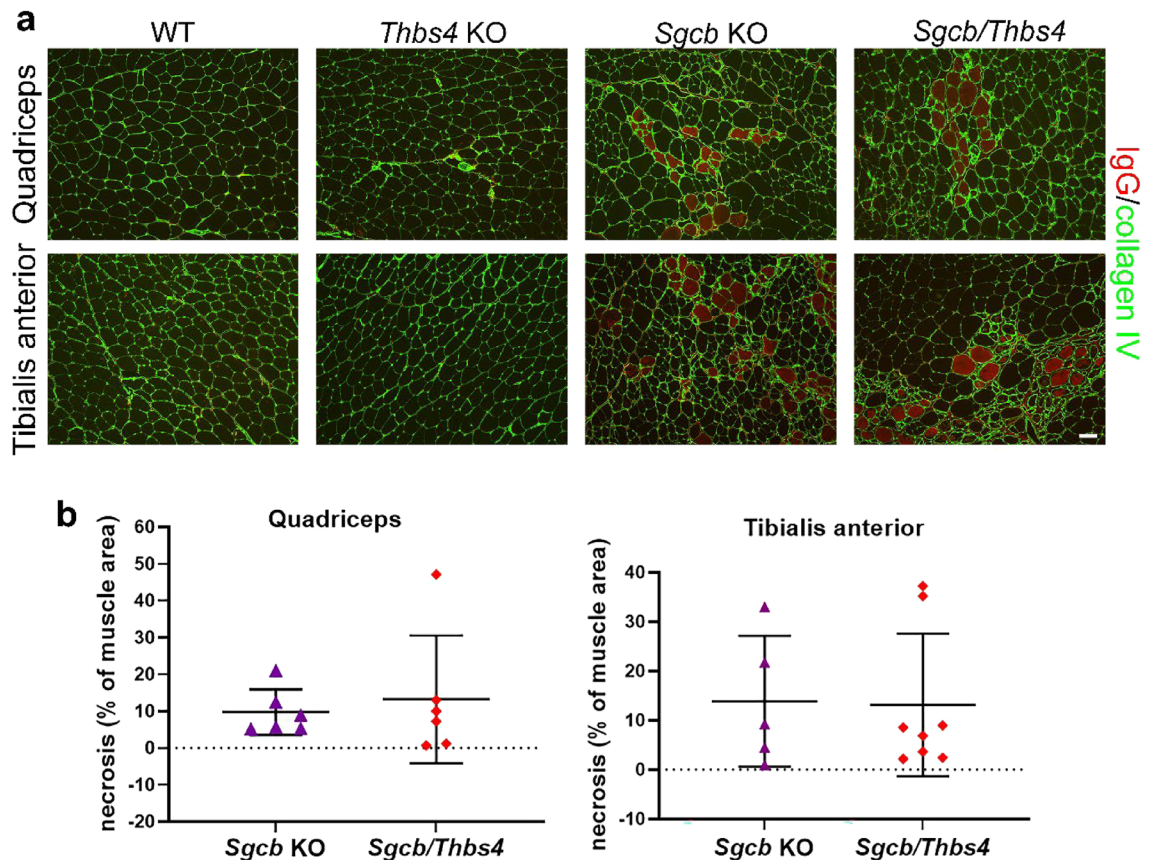 a
WT
Thbs4 KO
Sgcb KO
Sgcb/Thbs4
Quadriceps
Tibialis anterior
IgG/collagen IV
b
Quadriceps
necrosis (% of muscle area)
60
50
40
30
20
10
0
-10
-20
Sgcb KO
Sgcb/Thbs4
Tibialis anterior
necrosis (% of muscle area)
40
30
20
10
0
-10
Sgcb KO
Sgcb/Thbs4